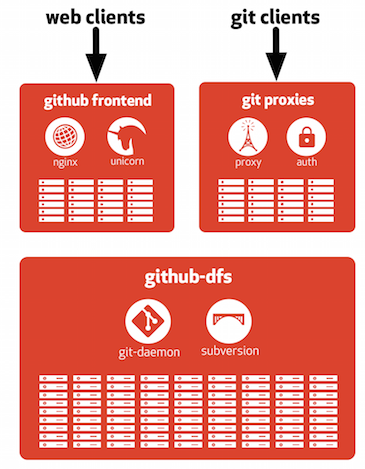 web clients
git clients
github frontend
nginx
unicorn
git proxies
proxy
auth
github-dfs
git-daemon
subversion